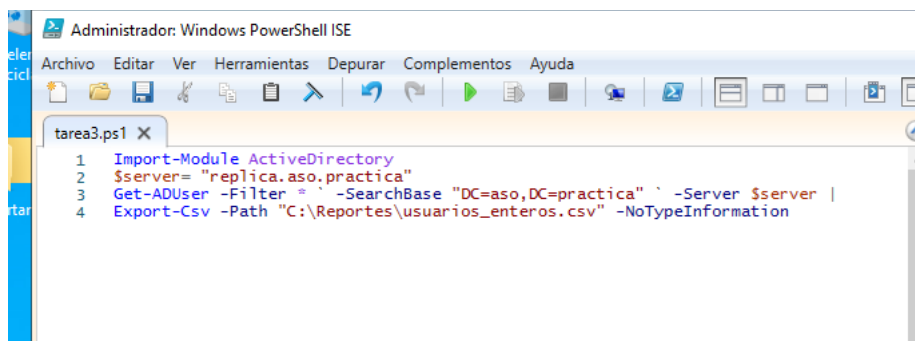 Administrador: Windows PowerShell ISE
Archivo Editar Ver Herramientas Depurar Complementos Ayuda
tarea3.ps1
1 Import-Module ActiveDirectory
2 $server= "replica.aso.practica"
3 Get-ADUser -Filter * ` -SearchBase "DC=aso,DC=practica" ` -Server $server |
4 Export-Csv -Path "C:\Reportes\usuarios_enteros.csv" -NoTypeInformation